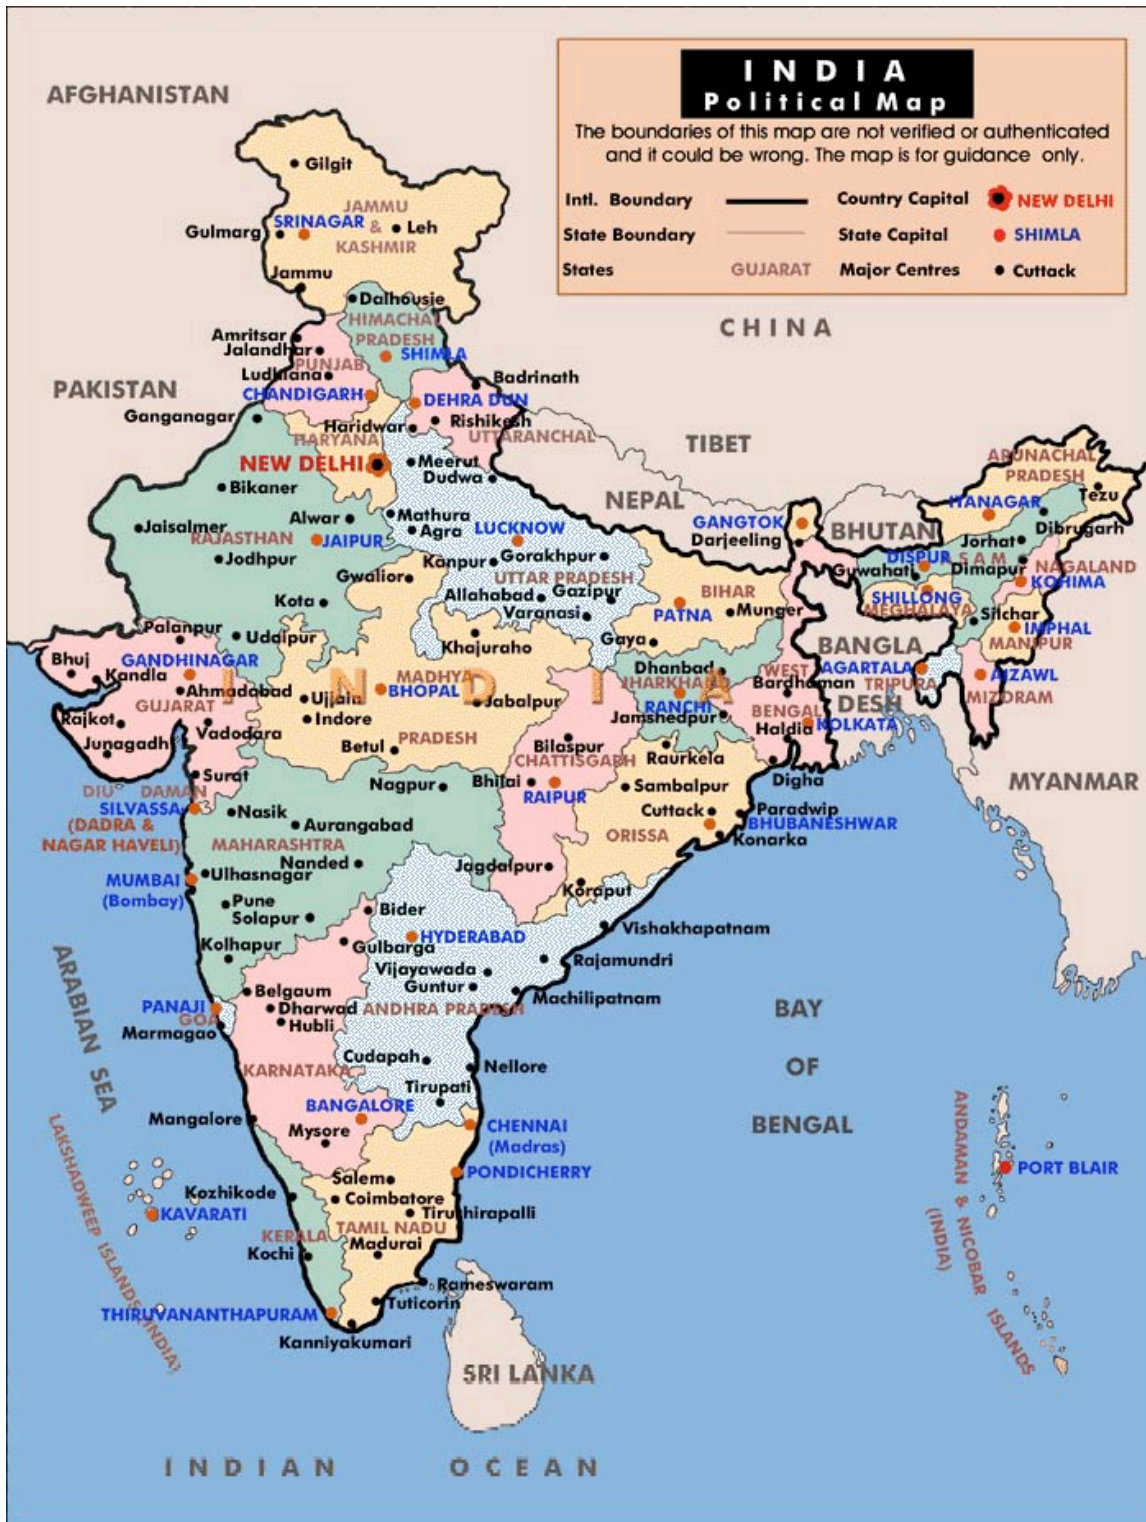 INDIA
Political Map
The boundaries of this map are not verified or authenticated
and it could be wrong. The map is for guidance only.
Intl. Boundary
Country Capital
NEW DELHI
State Boundary
State Capital
SHIMLA
States
GUJARAT
Major Centres
Cuttack
AFGHANISTAN
Gilgit
JAMMU
&
KASHMIR
SRINAGAR
Gulmarg
Leh
Jammu
Dalhousie
HIMACHAL
PRADESH
CHINA
Amritsar
Jalandhar
PUNJAB
SHIMLA
Ludhiana
Badrinath
PAKISTAN
CHANDIGARH
DEHRA DUN
Ganganagar
Haridwar
Rishikesh
UTTARANCHAL
HARYANA
TIBET
NEW DELHI
Meerut
Dudwa
ARUNACHAL
PRADESH
Bikaner
NEPAL
Tezu
ITANAGAR
Jaisalmer
Alwar
Mathura
Agra
LUCKNOW
GANGTOK
Darjeeling
BHUTAN
Dibrugarh
RAJASTHAN
JAIPUR
Jorhat
Jodhpur
Kanpur
Gorakhpur
DISPUR
SAM
Guwahati
Dimapur
NAGALAND
KOHIMA
Gwalior
UTTAR PRADESH
BIHAR
Allahabad
Gazipur
SHILLONG
MEGHALAYA
Kota
Varanasi
PATNA
Munger
Silchar
IMPHAL
Palanpur
Udaipur
Khajuraho
Gaya
BANGLA
DESH
MANIPUR
Bhuj
Kandla
GANDHINAGAR
Dhanbad
AGARTALA
AIZAWL
INDIA
MADHYA
PRADESH
BHOPAL
JHARKHAND
WEST
BENGAL
Bardhaman
TRIPURA
Ahmadabad
GUJARAT
Ujjain
Jabalpur
RANCHI
MIZORAM
Rajkot
Indore
Jamshedpur
KOLKATA
Vadodara
Junagadh
Betul
Bilaspur
Haldia
CHATTISGARH
Raurkela
Surat
Nagpur
Bhilai
Digha
MYANMAR
DIU
DAMAN
RAIPUR
Sambalpur
SILVASSA
(DADRA &
NAGAR HAVELI)
Nasik
Cuttack
Paradwip
Aurangabad
BHUBANESHWAR
ORISSA
Konarka
MAHARASHTRA
Nanded
Jagdalpur
MUMBAI
(Bombay)
Ulhasnagar
Koraput
Pune
Solapur
Bider
Vishakhapatnam
Kolhapur
Gulbarga
HYDERABAD
Rajamundri
Vijayawada
Guntur
Belgaum
Machilipatnam
PANAJI
GOA
Dharwad
ANDHRA PRADESH
BAY
OF
BENGAL
Hubli
Marmagao
ARABIAN SEA
Cudapah
KARNATAKA
Nellore
Tirupati
BANGALORE
Mangalore
CHENNAI
(Madras)
Mysore
PONDICHERRY
PORT BLAIR
ANDAMAN & NICOBAR ISLANDS
(INDIA)
LAKSHADWEEP ISLANDS (INDIA)
Salem
Kozhikode
Coimbatore
KAVARATI
Tiruchirapalli
KERALA
TAMIL NADU
Kochi
Madurai
Rameswaram
THIRUVANANTHAPURAM
Tuticorin
Kanniyakumari
SRI LANKA
INDIAN OCEAN